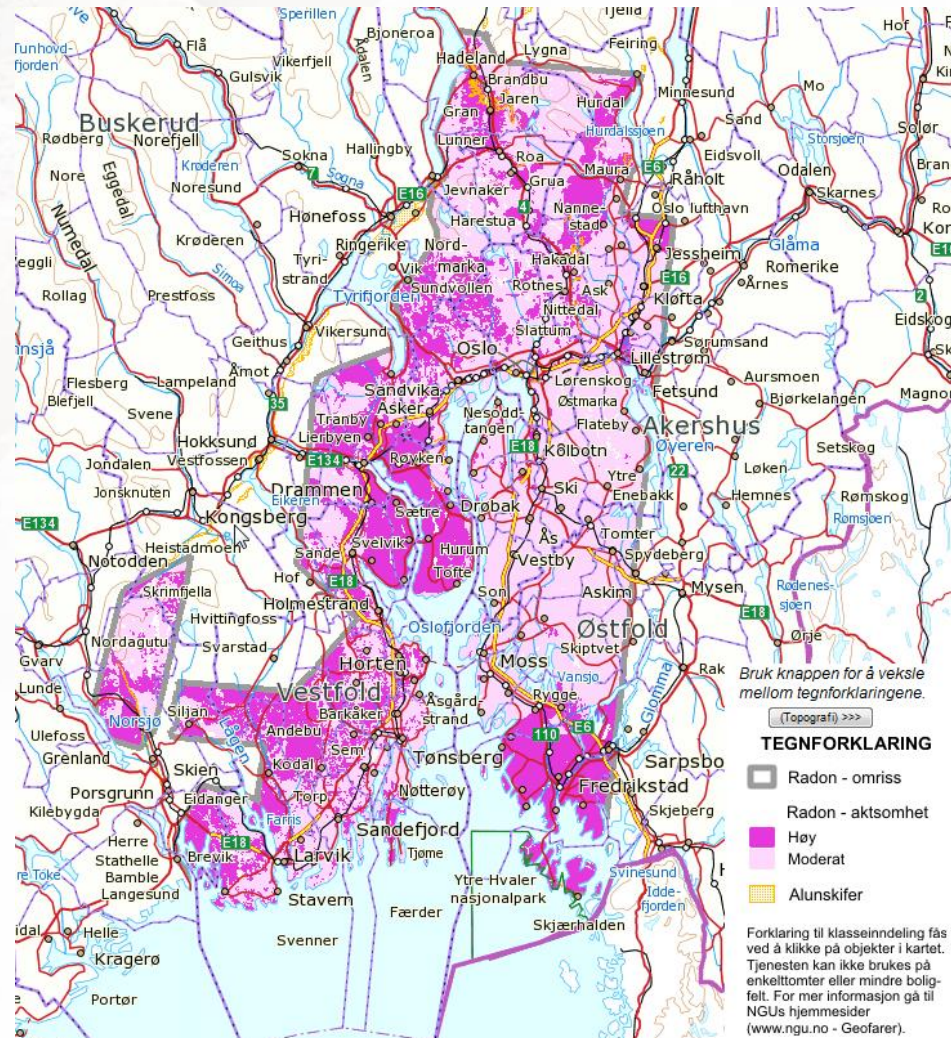 Sperillen
Bjoneroa
Tjella
Hof
Flå
Lygna
Feiring
Tunhovd-
fjorden
Vikerfjell
Ådalen
Hadeland
Gulsvik
Brandbu
Minnesund
Mo
Jaren
Hurdal
Buskerud
Gran
Sand
Storsjøen
Solør
Rødberg
Norefjell
Hallingby
Lunner
Hurdalssjøen
Krøderen
Sokna
Roa
E6
Eidsvoll
Odalen
Nore
Eggedal
7
Sogna
Maura
Råholt
Noresund
E16
Jevnaker
Grua
Skarnes
Numedal
Hønefoss
4
Nanne-
stad
Oslo lufthavn
Harestua
Krøderen
Ringerike
Nord-
marka
Jessheim
Glåma
Tyri-
strand
Vik
Hakadal
E16
Romerike
Rollag
Simoa
Sundvollen
Rotnes
Ask
Årnes
Prestfoss
Tyrifjorden
Nittedal
Kløfta
2
Geithus
Vikersund
Slattum
Eidskog
Oslo
Sørumsand
Åmot
Lillestrøm
Flesberg
Lampeland
Sandvika
Lørenskog
Fetsund
Aursmoen
Blefjell
35
Asker
Østmarka
Bjørkelangen
Magnor
Svene
Tranby
Nesodd-
tangen
Flateby
Akershus
Hokksund
Lierbyen
E18
Øyeren
Setskog
Jondalen
Vestfossen
E134
Røyken
Kolbotn
22
Løken
Jonsknuten
Drammen
Ytre
Enebakk
Eikeren
Ski
Hemnes
Rømskog
E134
Kongsberg
Sætre
Drøbak
Rømsjøen
Notodden
Heistadmoen
Svelvik
Hurum
Ås
Tomter
Sande
Vestby
Spydeberg
Skrimfjella
Hof
E18
Tofte
Mysen
Rødenes-
sjøen
Holmestrand
Son
Askim
E18
Hvittingfoss
Oslofjorden
Nordagutu
Østfold
Ørje
Gvarv
Svarstad
Skiptvet
Horten
Moss
Rak
Lunde
Vestfold
Vansjø
Glomma
Norsjø
Siljan
Åsgård-
strand
Rygge
Barkåker
Ulefoss
Lågen
Andebu
110
E6
Grenland
Sem
Tønsberg
Skien
Kodal
Sarpsbo
Porsgrunn
Nøtterøy
Fredrikstad
Eidanger
Torp
Kilebygda
Skjeberg
Farris
Herre
E18
Sandefjord
Stathelle
Brevik
Tjøme
Bamble
Larvik
Svinesund
Langesund
Ytre Hvaler
nasjonalpark
Idde-
fjorden
Stavern
Færder
Skjærhalden
Helle
Svenner
Kragerø
Portør
Bruk knappen for å veksle
mellom tegnforklaringene.
(Topografi) >>>
TEGNFORKLARING
Radon - omriss
Radon - aktsomhet
Høy
Moderat
Alunskifer
Forklaring til klasseinndeling fås
ved å klikke på objekter i kartet.
Tjenesten kan ikke brukes på
enkelttomter eller mindre bolig-
felt. For mer informasjon gå til
NGUs hjemmesider
(www.ngu.no - Geofarer).